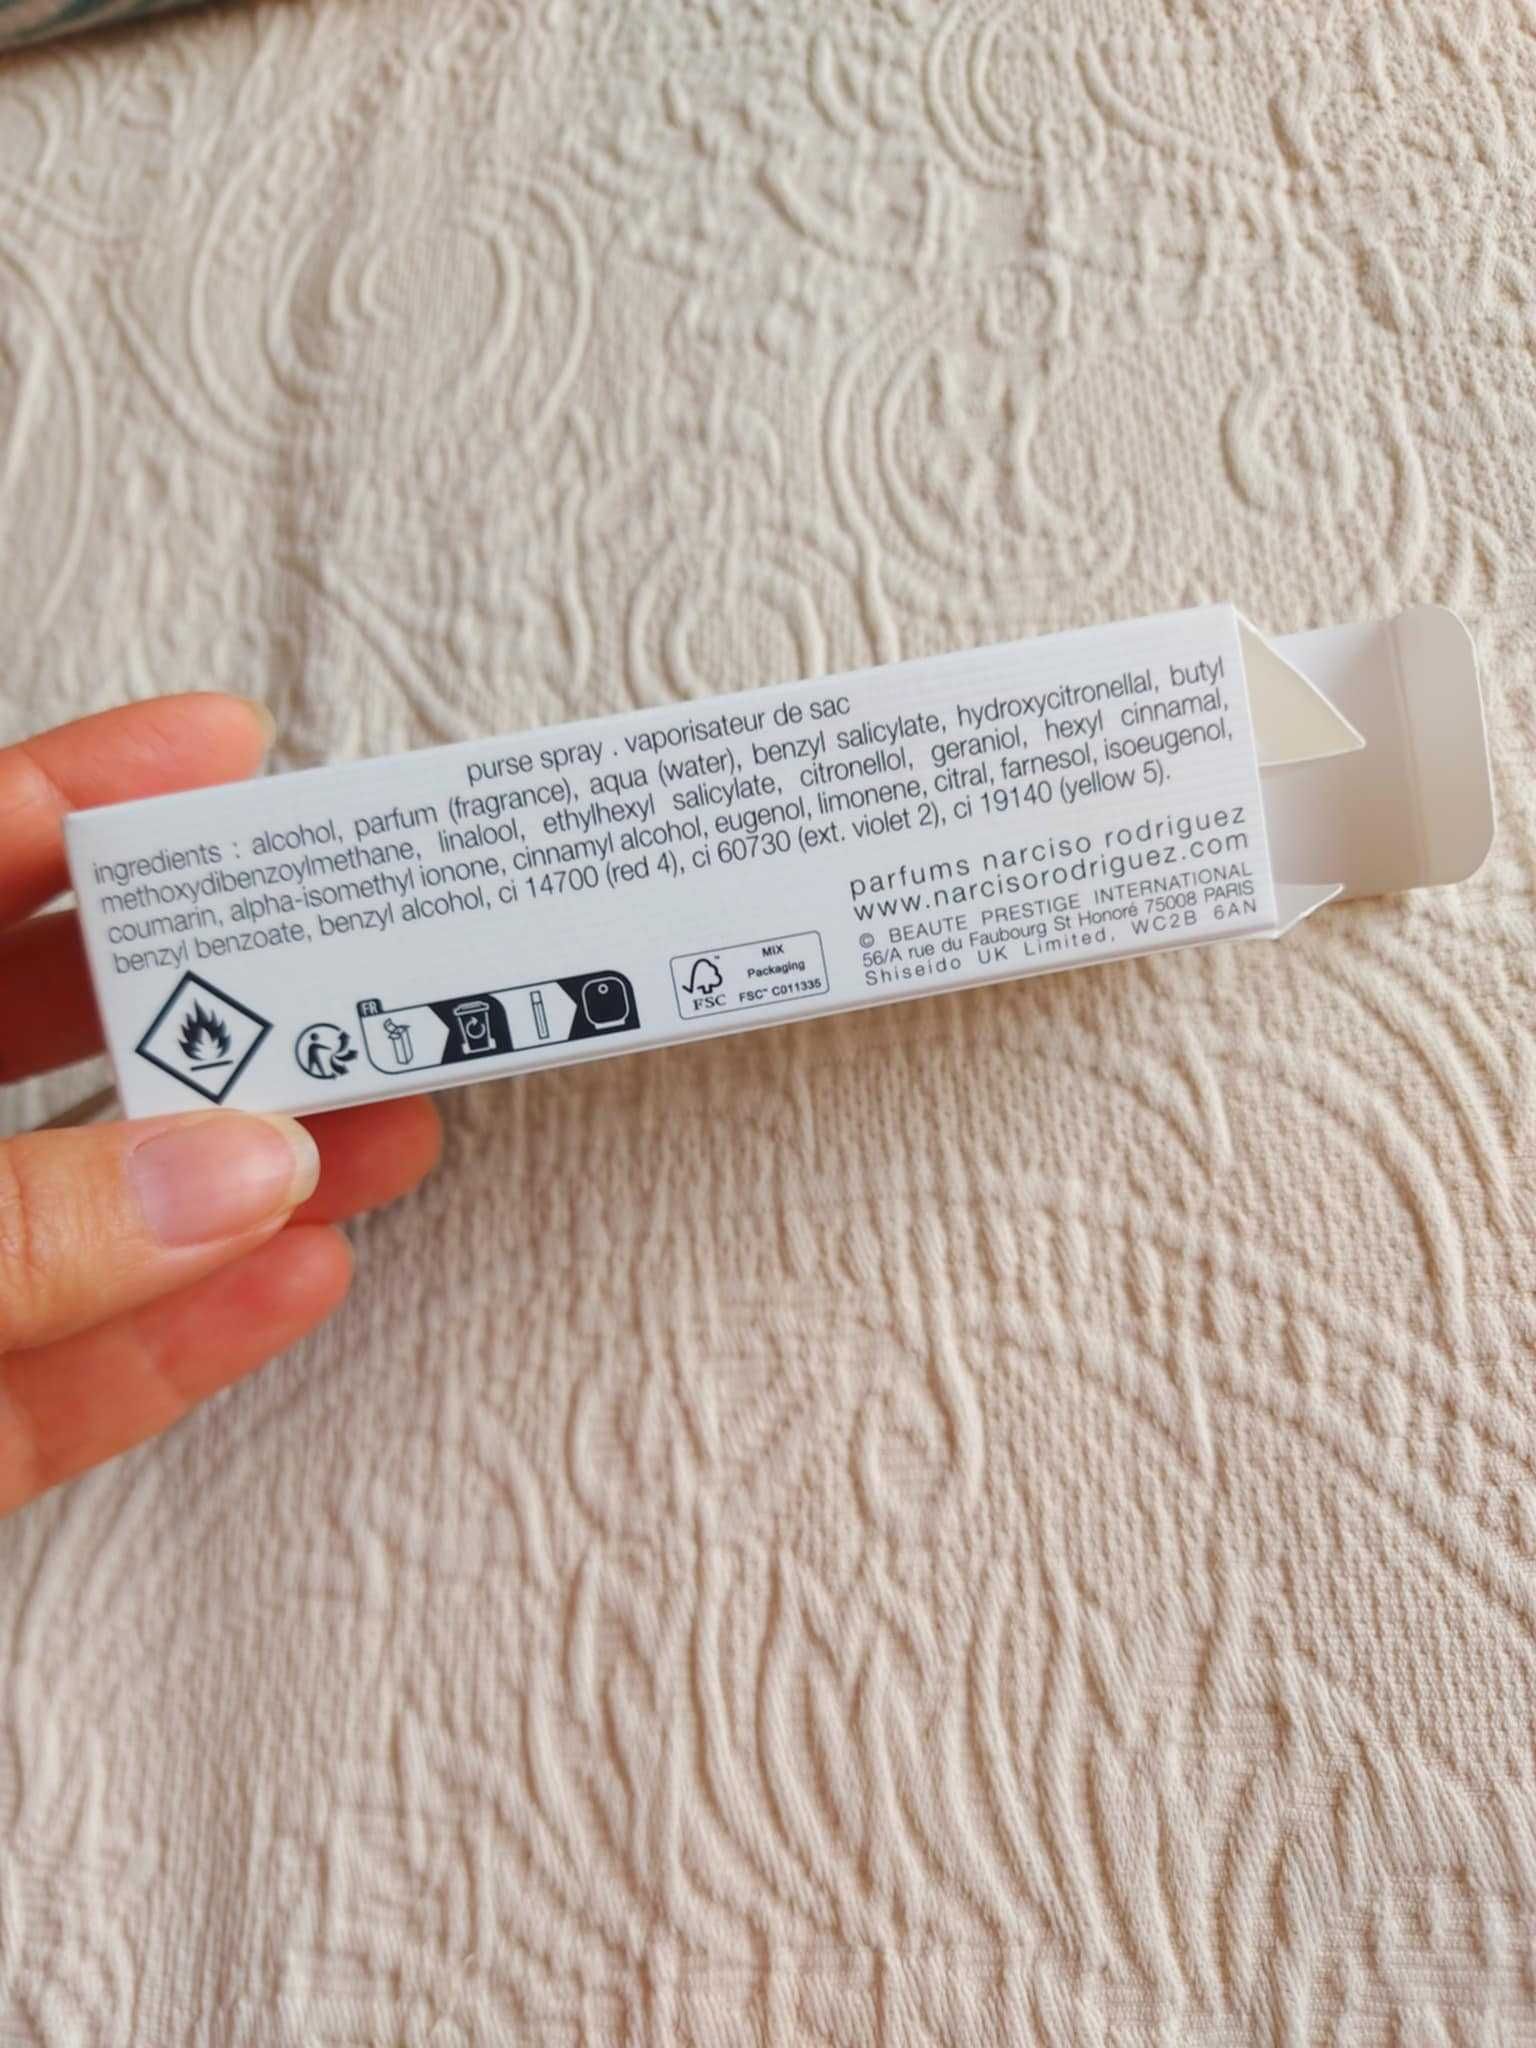 purse spray . vaporisateur de sac
ingredients : alcohol, parfum (fragrance), aqua (water), benzyl salicylate, hydroxycitronellal, butyl
methoxydibenzoylmethane, linalool, ethylhexyl salicylate, citronellol, geraniol, hexyl cinnamal,
coumarin, alpha-isomethyl ionone, cinnamyl alcohol, eugenol, limonene, citral, farnesol, isoeugenol,
benzyl benzoate, benzyl alcohol, ci 14700 (red 4), ci 60730 (ext. violet 2), ci 19140 (yellow 5).
parfums narciso rodriguez
www.narcisorodriguez.com
© BEAUTE PRESTIGE INTERNATIONAL
56/A rue du Faubourg St Honoré 75008 PARIS
Shiseido UK Limited, WC2B 6AN
FR
MIX
Packaging
FSC
FSC™ C011335